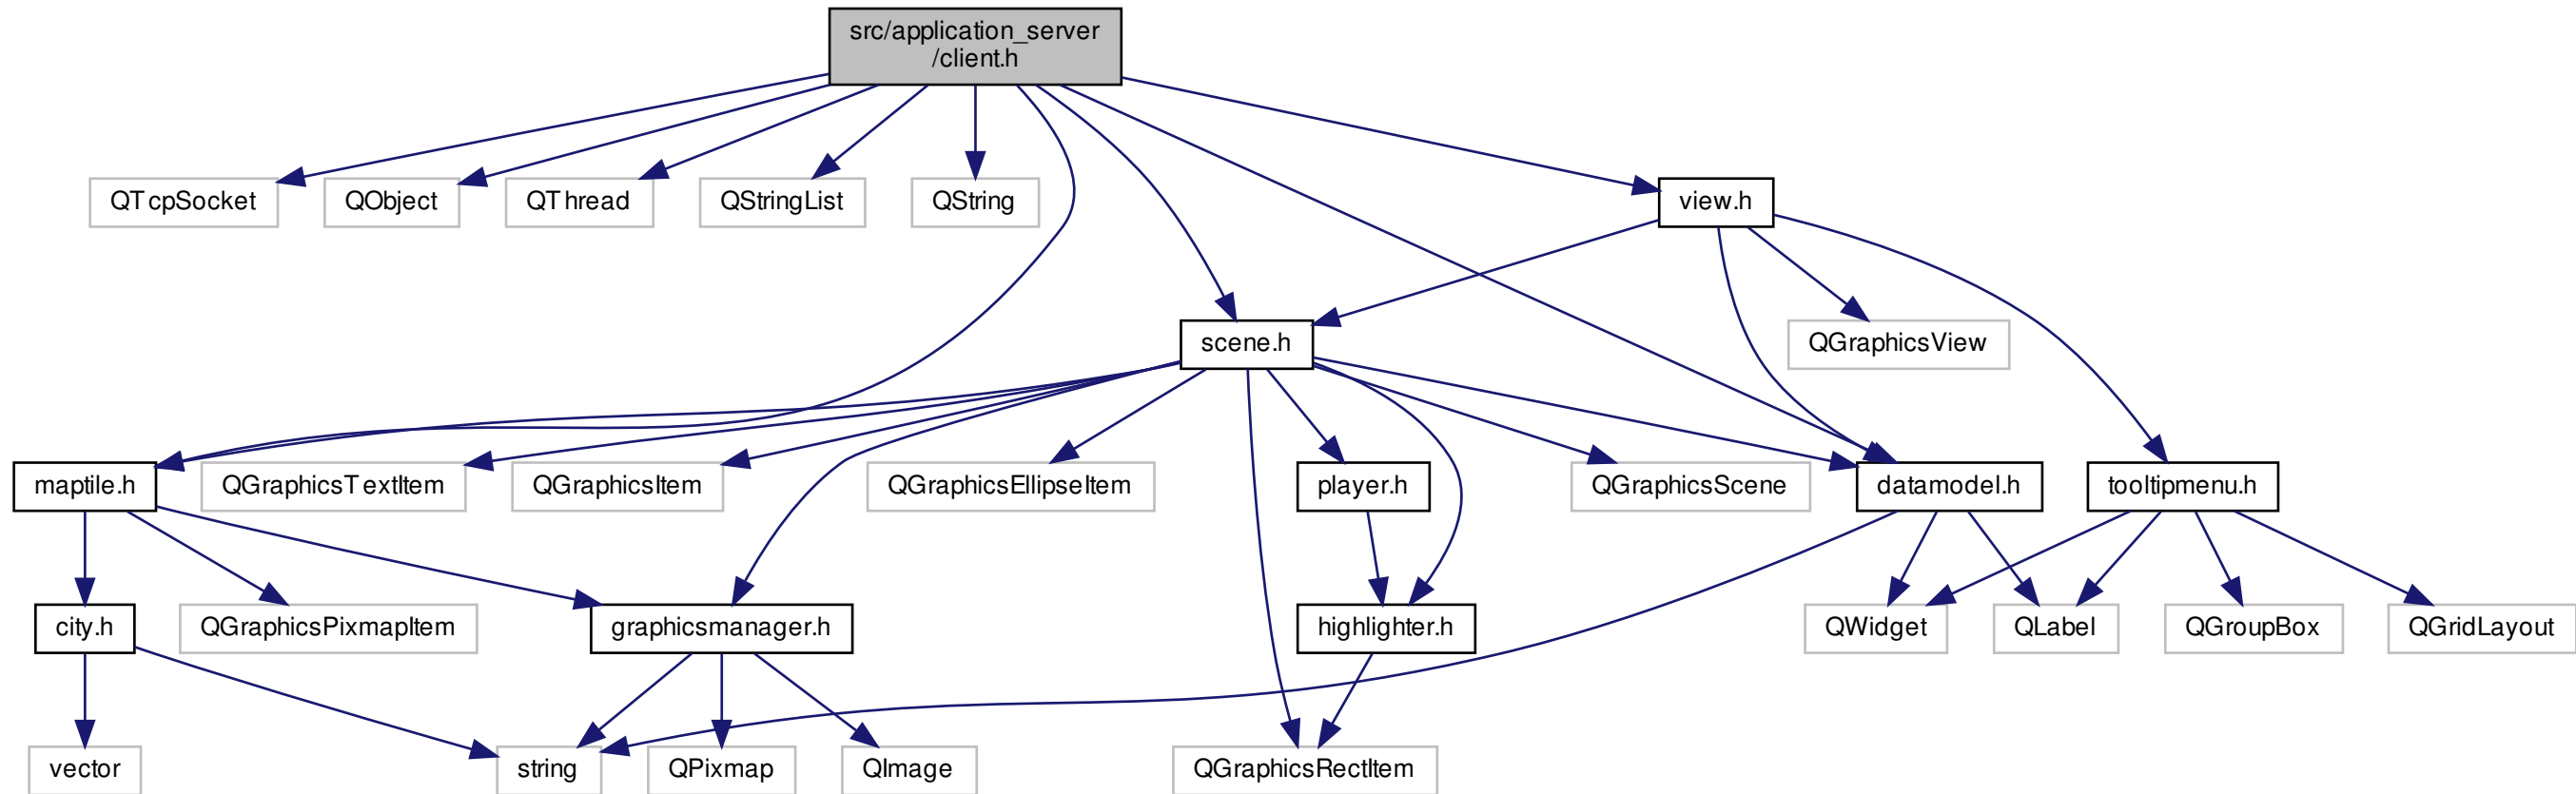 src/application_server
/client.h
QTcpSocket
QObject
QThread
QStringList
QString
view.h
scene.h
QGraphicsView
maptile.h
QGraphicsTextItem
QGraphicsItem
QGraphicsEllipseItem
player.h
QGraphicsScene
datamodel.h
tooltipmenu.h
city.h
QGraphicsPixmapItem
graphicsmanager.h
highlighter.h
QWidget
QLabel
QGroupBox
QGridLayout
vector
string
QPixmap
QImage
QGraphicsRectItem